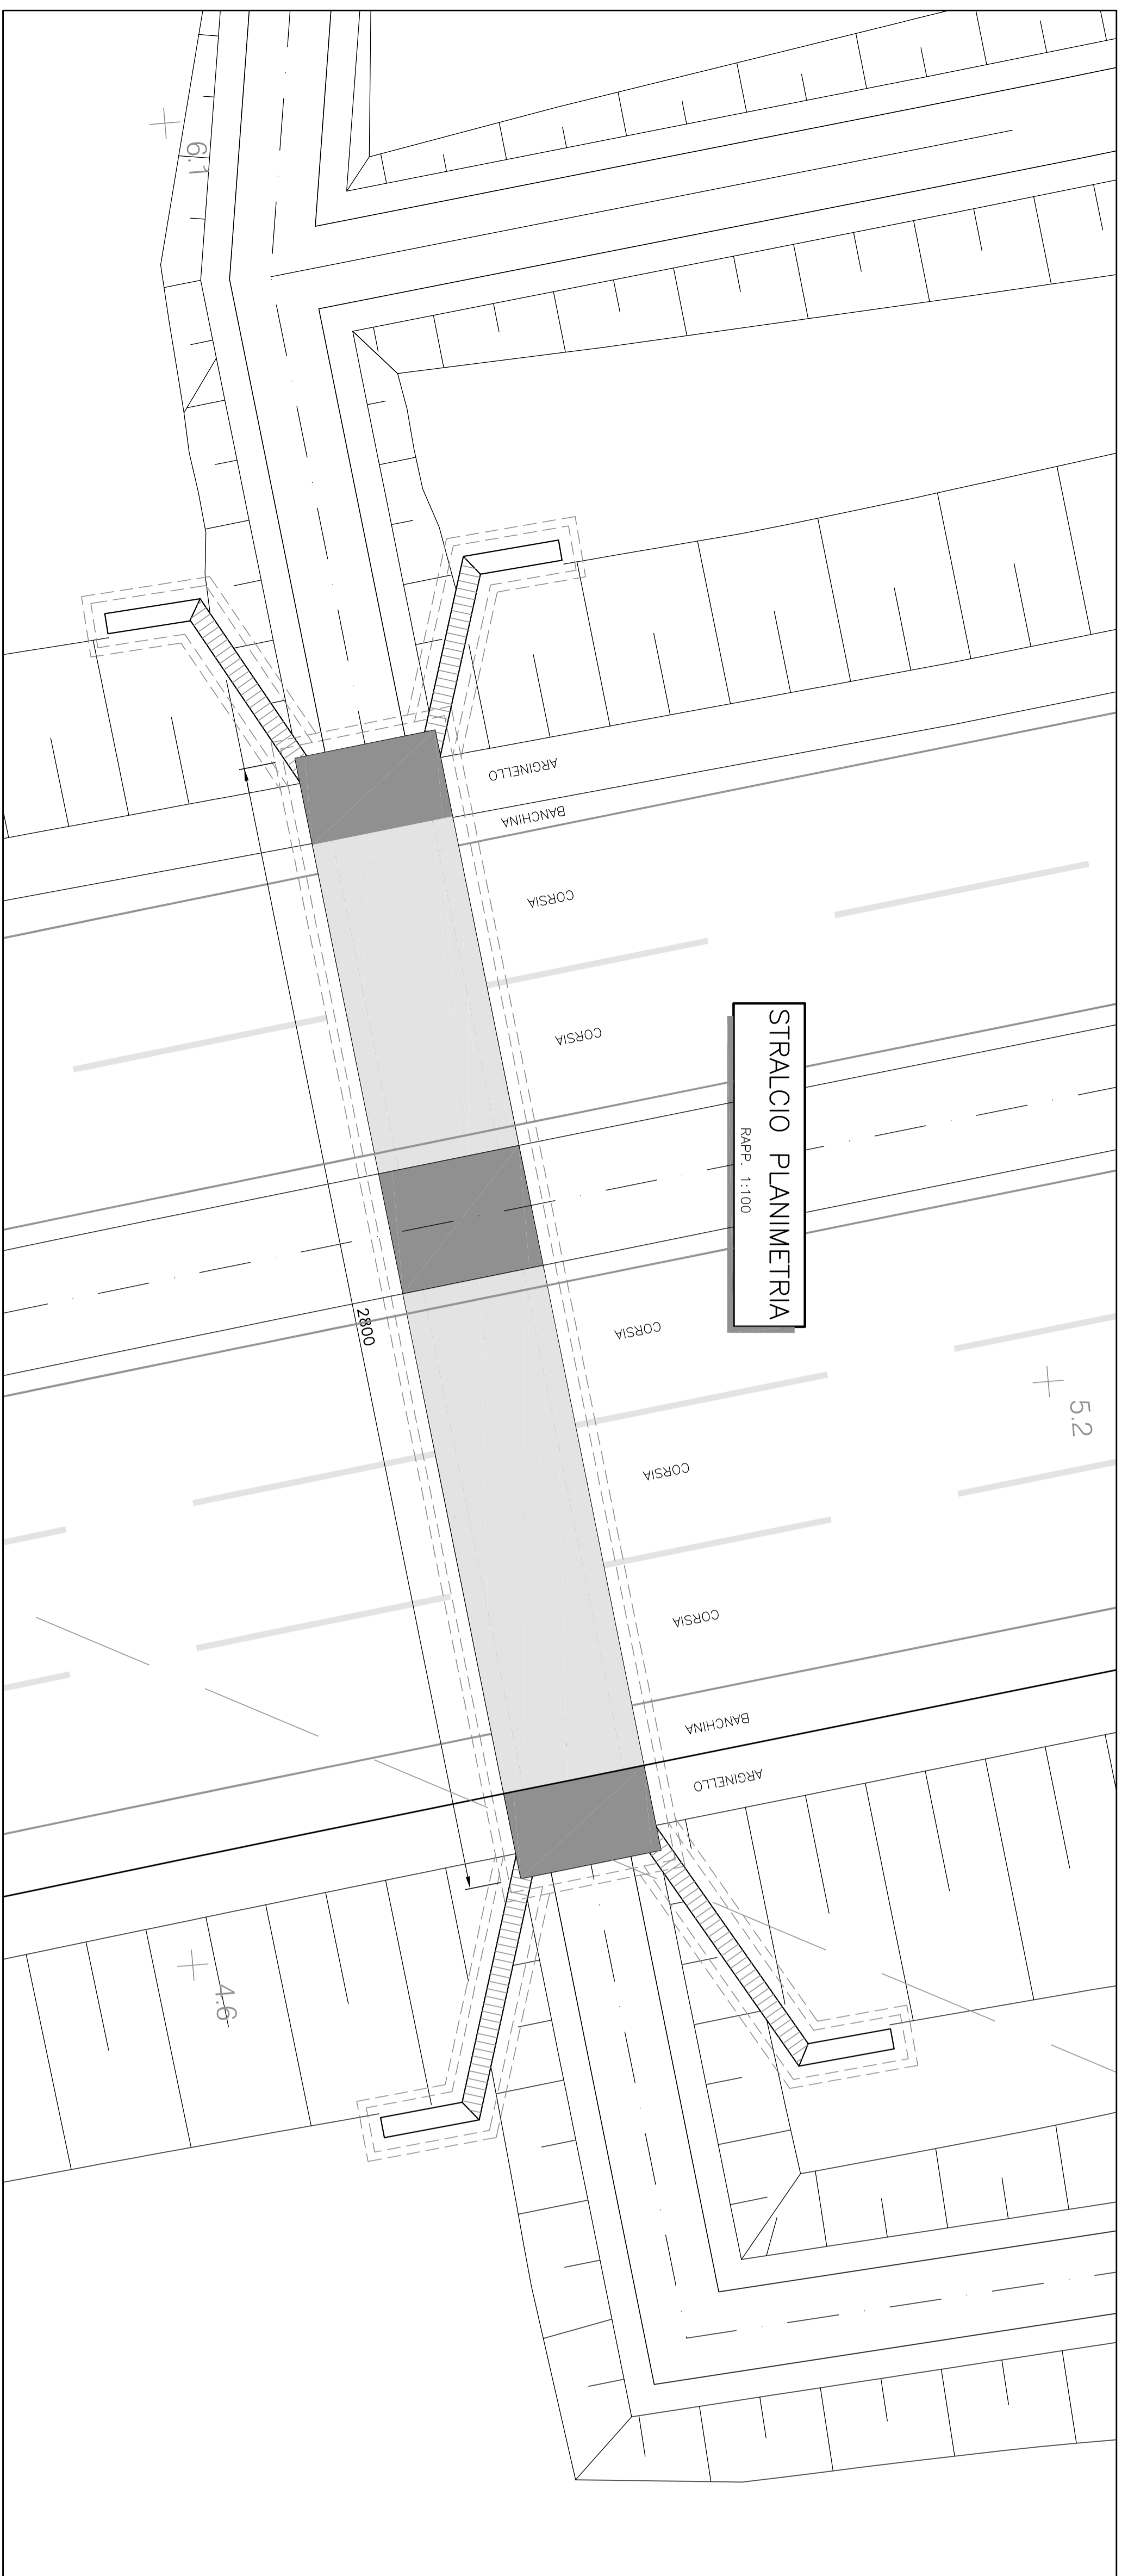 6.1
ARGINELLO
BANCHINA
CORSIA
CORSIA
STRALCIO PLANIMETRIA
RAPP. 1:100
2800
CORSIA
5.2
CORSIA
CORSIA
BANCHINA
ARGINELLO
4.6